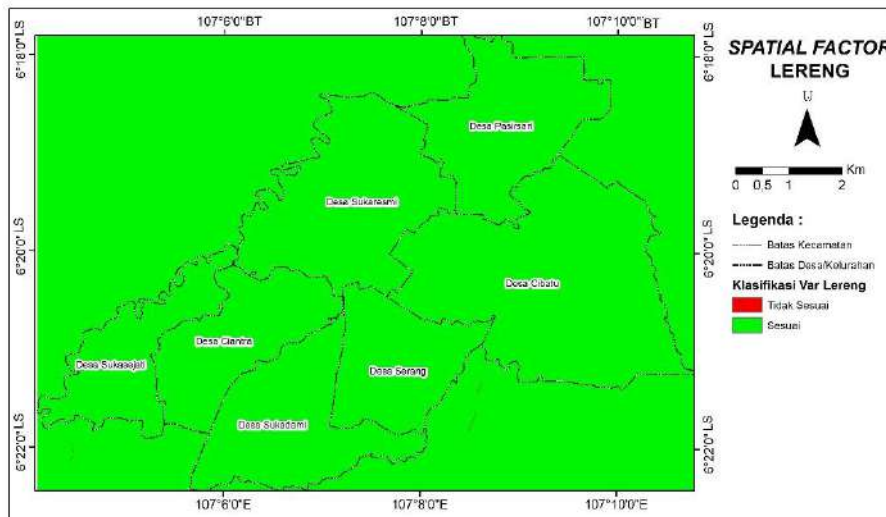 107°6'0"BT
107°8'0"BT
107°10'0"BT
6°18'0"LS
6°18'0"LS
SPATIAL FACTOR
LERENG
U
Km
0 0,5 1 2
Desa Pasirsari
Desa Sukaresmi
6°20'0"LS
6°20'0"LS
Legenda :
Batas Kecamatan
Batas Desa/Kelurahan
Klasifikasi Var Lereng
Tidak Sesuai
Sesuai
Desa Cibatu
Desa Ciantra
Desa Sukasejati
Desa Serang
Desa Sukadami
6°22'0"LS
6°22'0"LS
107°6'0"E
107°8'0"E
107°10'0"E